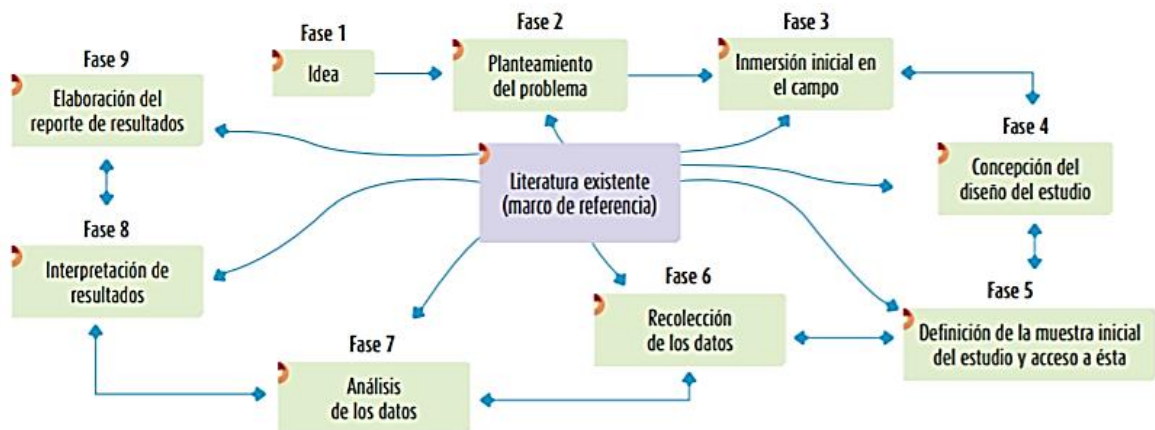 Fase 1
Idea
Fase 2
Planteamiento
del problema
Fase 3
Inmersión inicial en
el campo
Fase 4
Concepción del
diseño del estudio
Fase 5
Definición de la muestra inicial
del estudio y acceso a ésta
Fase 6
Recolección
de los datos
Fase 7
Análisis
de los datos
Fase 8
Interpretación de
resultados
Fase 9
Elaboración del
reporte de resultados
Literatura existente
(marco de referencia)